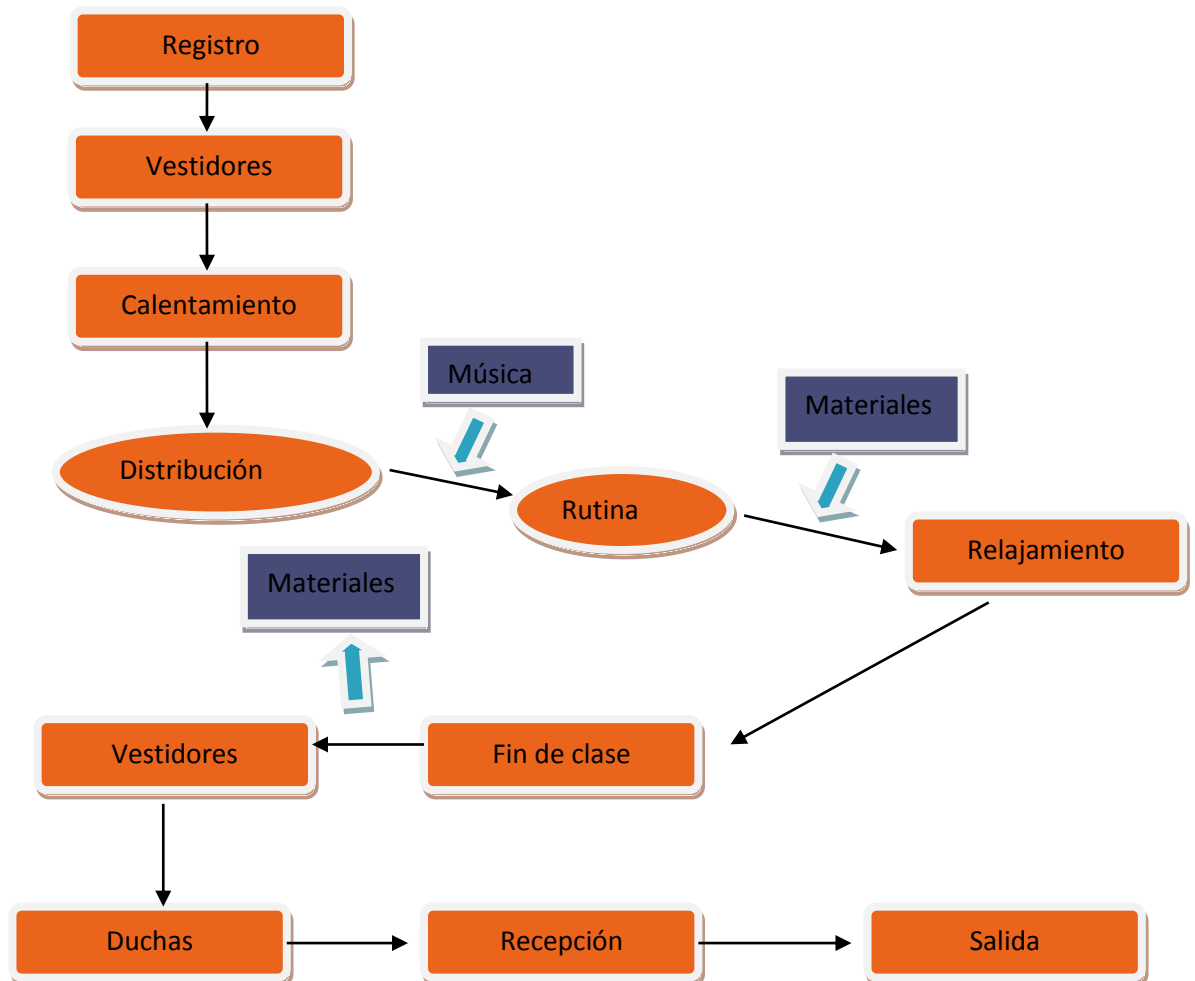 Registro
Vestidores
Calentamiento
Música
Materiales
Distribución
Rutina
Relajamiento
Materiales
Vestidores
Fin de clase
Duchas
Recepción
Salida